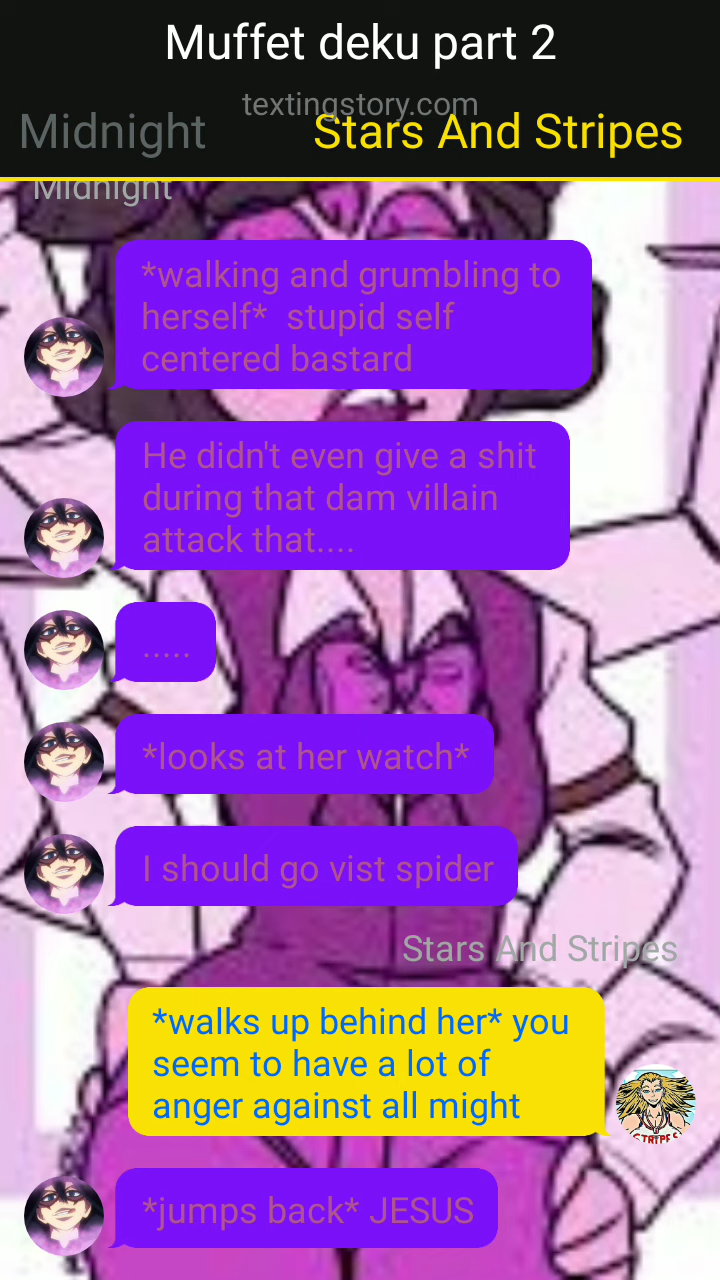 Muffet deku part 2
textingstory.com
Midnight
Stars And Stripes
Midnight
*walking and grumbling to
herself*  stupid self
centered bastard
He didn't even give a shit
during that dam villain
attack that....
.....
*looks at her watch*
I should go vist spider
Stars And Stripes
*walks up behind her* you
seem to have a lot of
anger against all might
STRIPES
*jumps back* JESUS